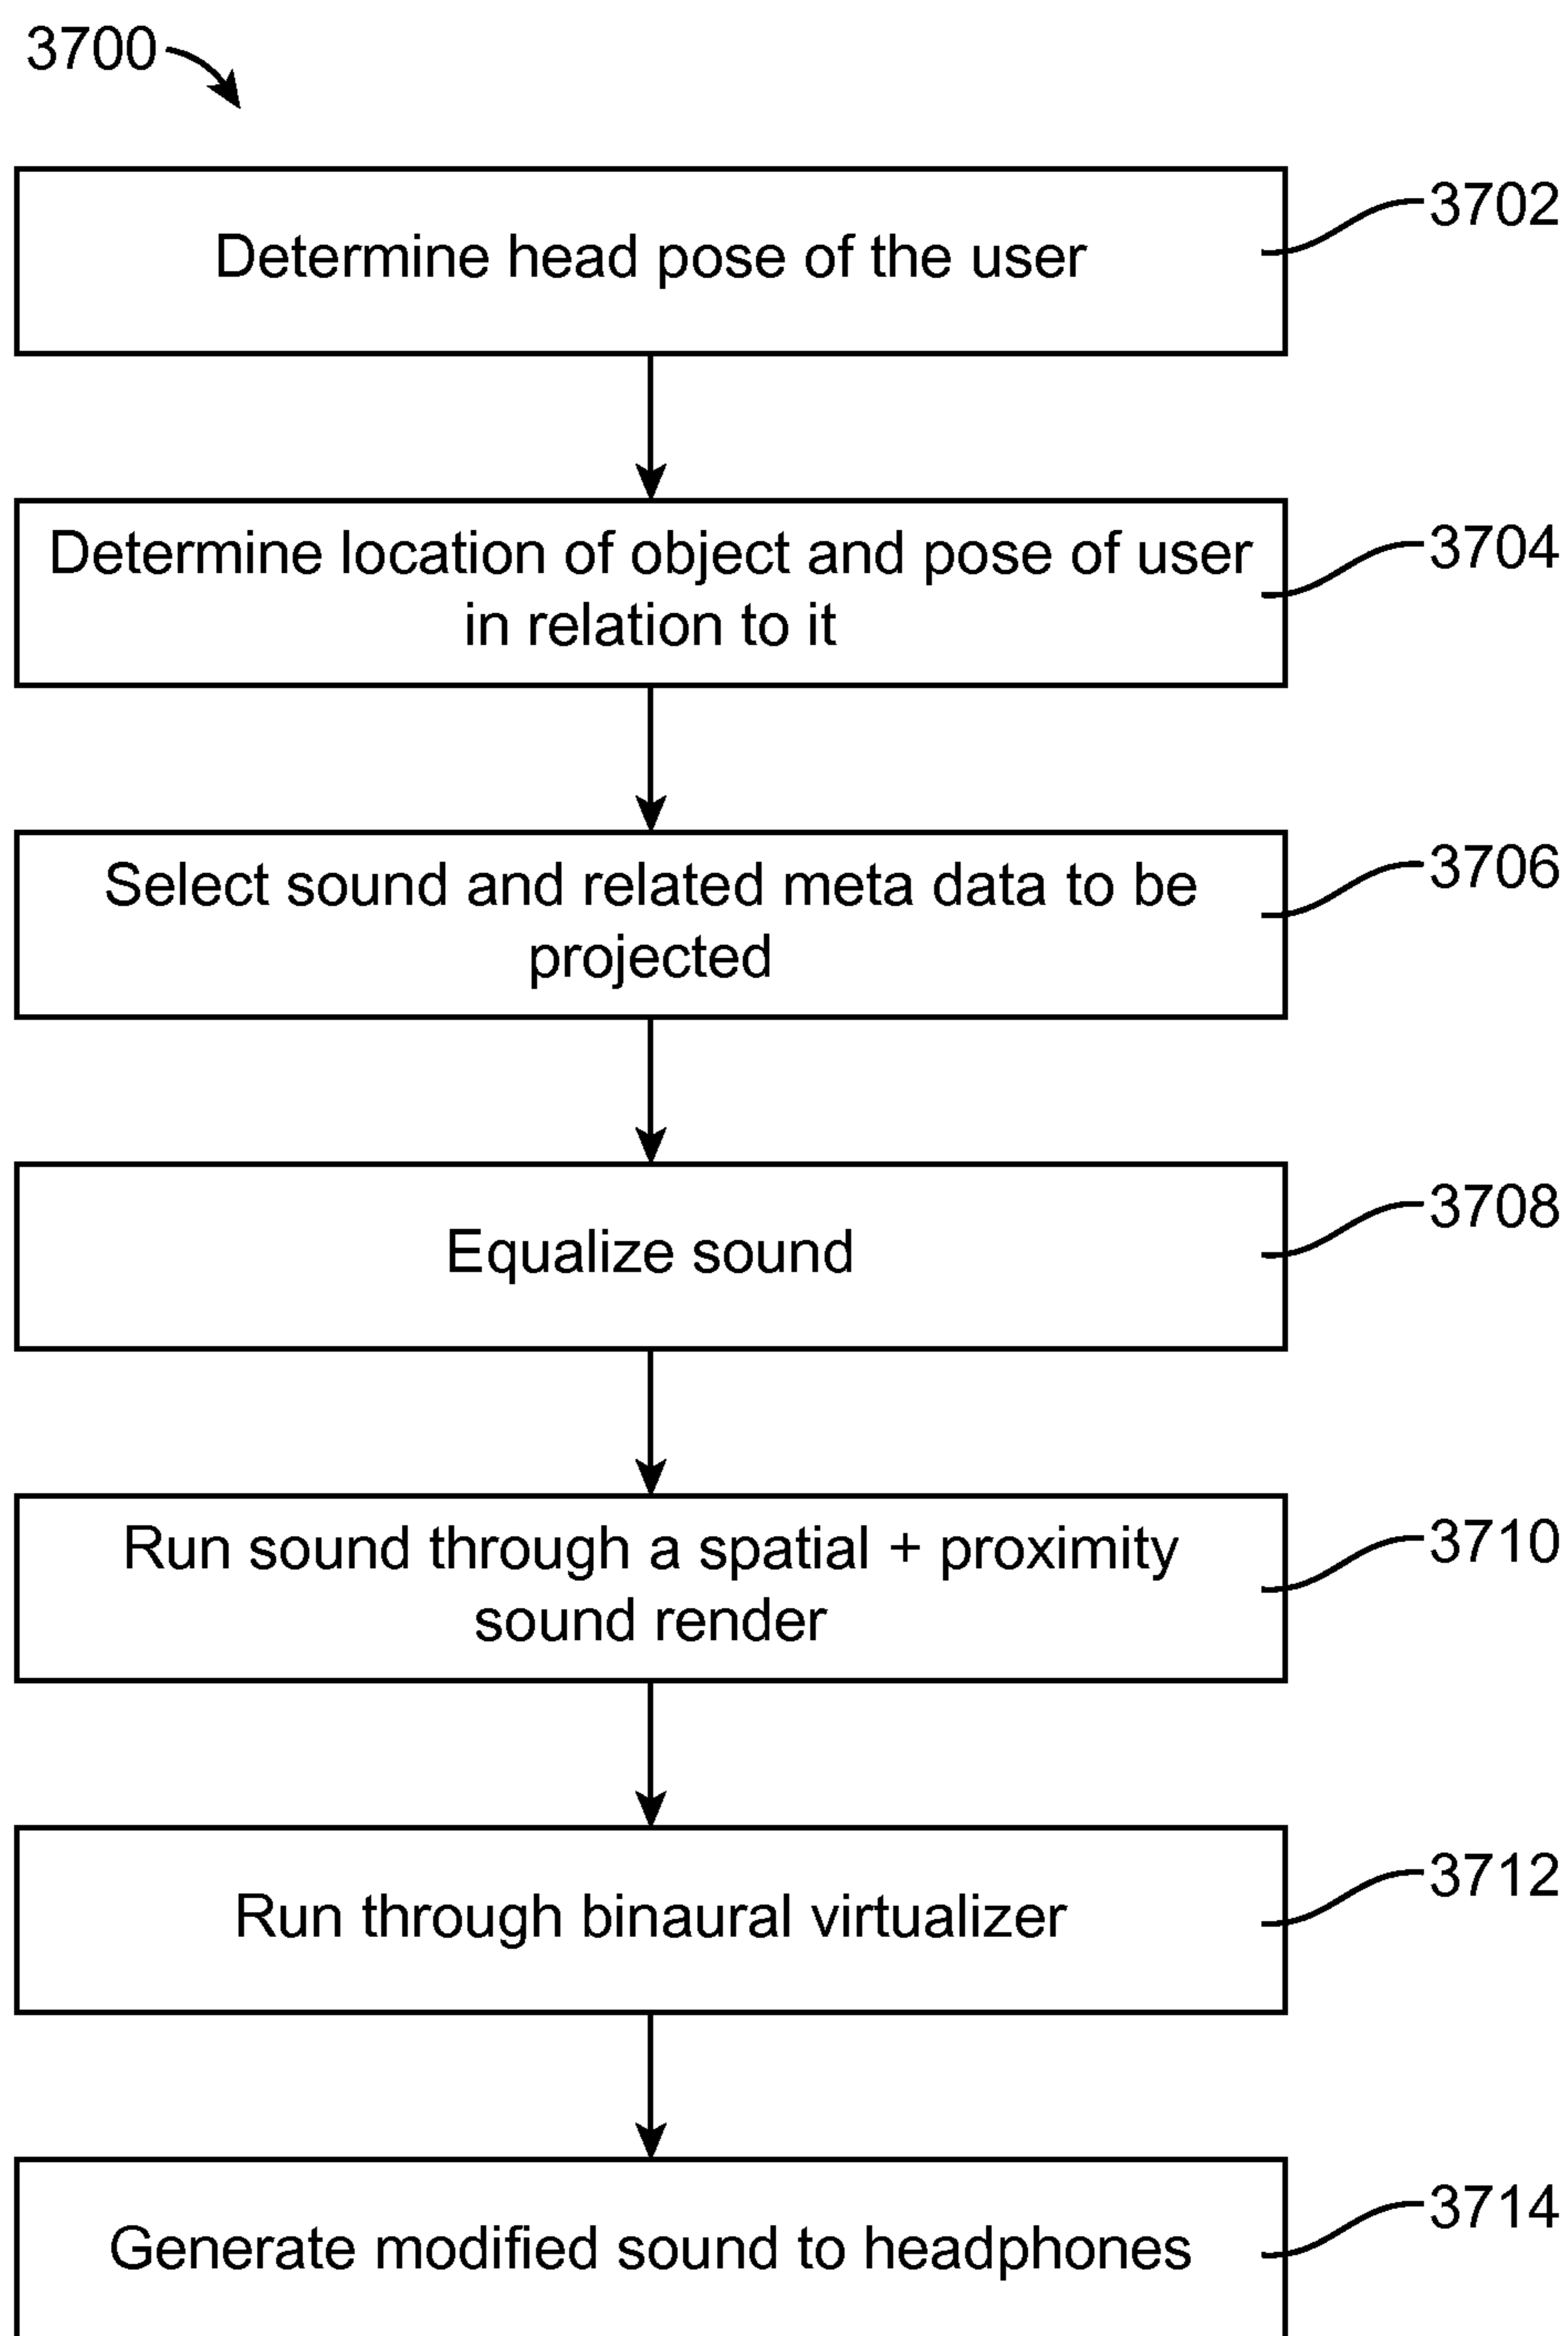 3700
Determine head pose of the user
3702
Determine location of object and pose of user
in relation to it
3704
Select sound and related meta data to be
projected
3706
Equalize sound
3708
Run sound through a spatial + proximity
sound render
3710
Run through binaural virtualizer
3712
Generate modified sound to headphones
3714